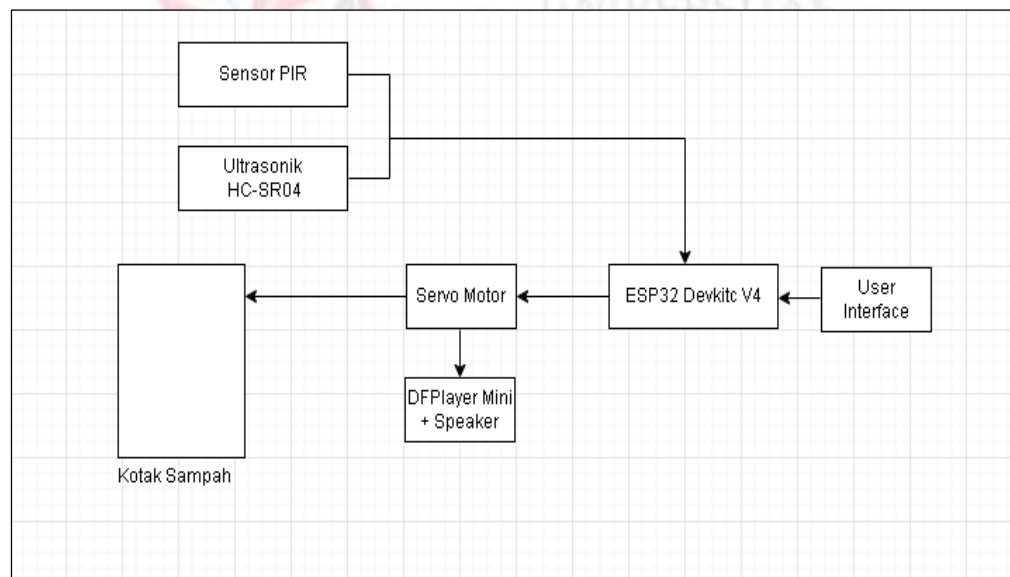 Sensor PIR
Ultrasonik
HC-SR04
Servo Motor
ESP32 Devkitc V4
User
Interface
DFPlayer Mini
+ Speaker
Kotak Sampah